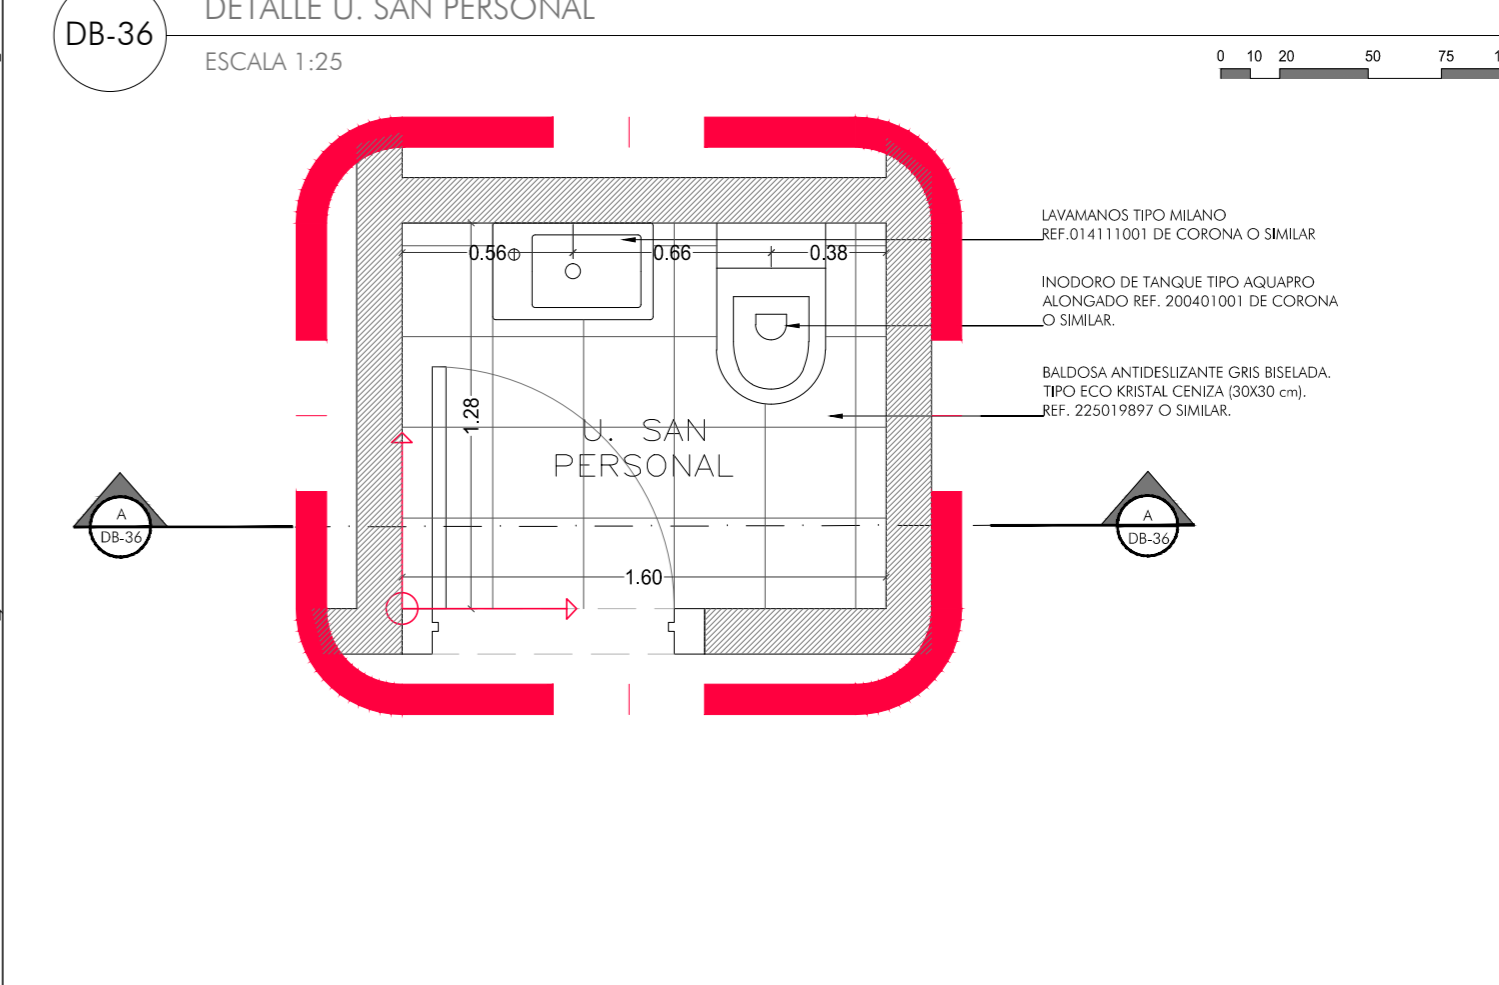 DETALLE U. SAN PERSONAL
DB-36
ESCALA 1:25
0 10 20 50 75
LAVAMANOS TIPO MILANO
REF.014111001 DE CORONA O SIMILAR
0.56 0.66 0.38
INODORO DE TANQUE TIPO AQUAPRO
ALONGADO REF. 200401001 DE CORONA
O SIMILAR.
BALDOSA ANTIDESLIZANTE GRIS BISELADA.
TIPO ECO KRISTAL CENIZA (30X30 cm).
REF. 225019897 O SIMILAR.
1.28
U. SAN
PERSONAL
A
DB-36
A
DB-36
1.60